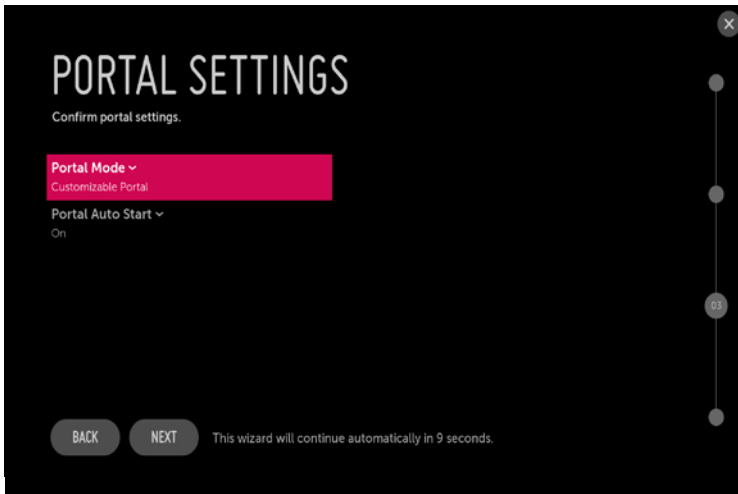 PORTAL SETTINGS
Confirm portal settings.
Portal Mode
Customizable Portal
Portal Auto Start
On
03
BACK
NEXT
This wizard will continue automatically in 9 seconds.